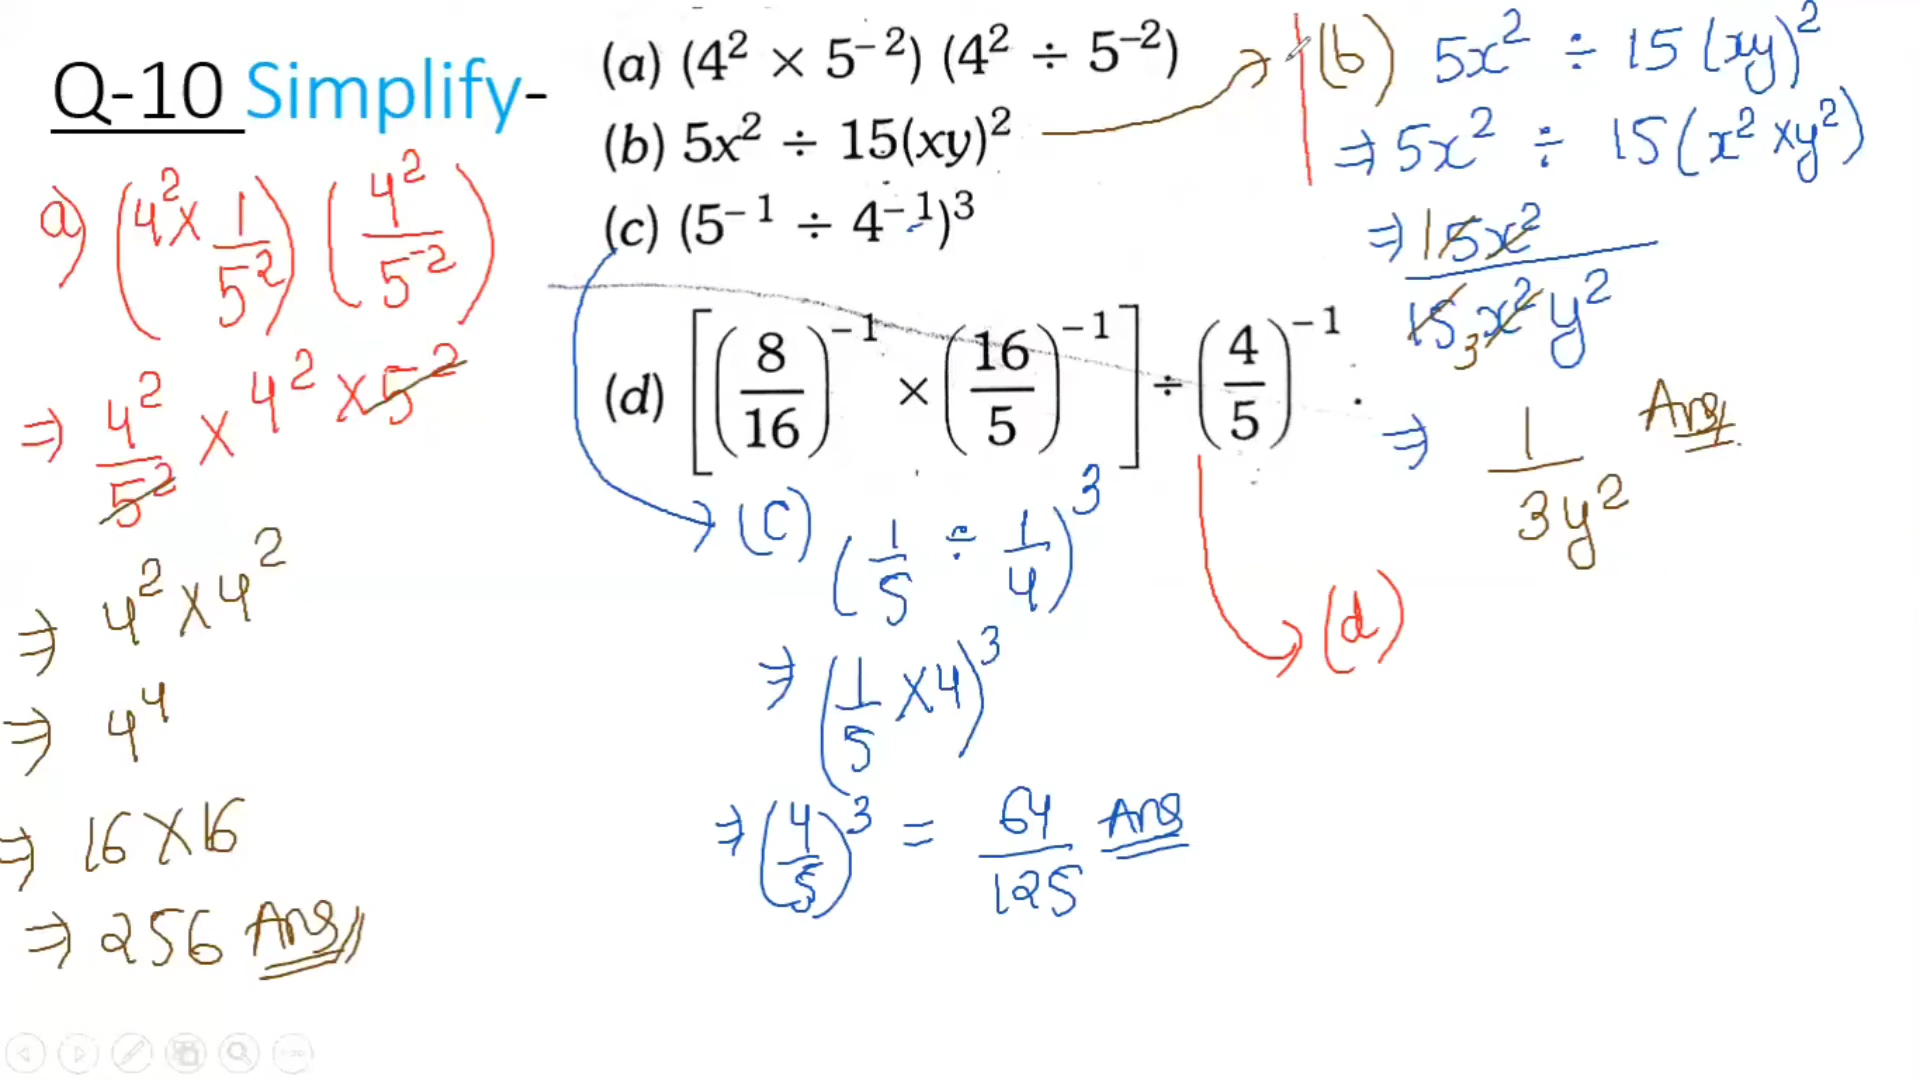 Q-10 Simplify-
(a) (4² × 5⁻²) (4² ÷ 5⁻²)
(b) 5x² ÷ 15(xy)²
(c) (5⁻¹ ÷ 4⁻¹)³
(d) [(8/16)⁻¹ × (16/5)⁻¹] ÷ (4/5)⁻¹.
a) (4² × 1/5²) (4²/5⁻²)
⇒ 4²/5² × 4² × 5²
⇒ 4² × 4²
⇒ 4⁴
⇒ 16 × 16
⇒ 256 Ans
(b) 5x² ÷ 15 (xy)²
⇒ 5x² ÷ 15 (x² × y²)
⇒ 1 5x² / 15 3 x² y²
⇒ 1/3y² Ans
(C) (1/5 ÷ 1/4)³
⇒ (1/5 × 4)³
⇒ (4/5)³ = 64/125 Ans
(d)